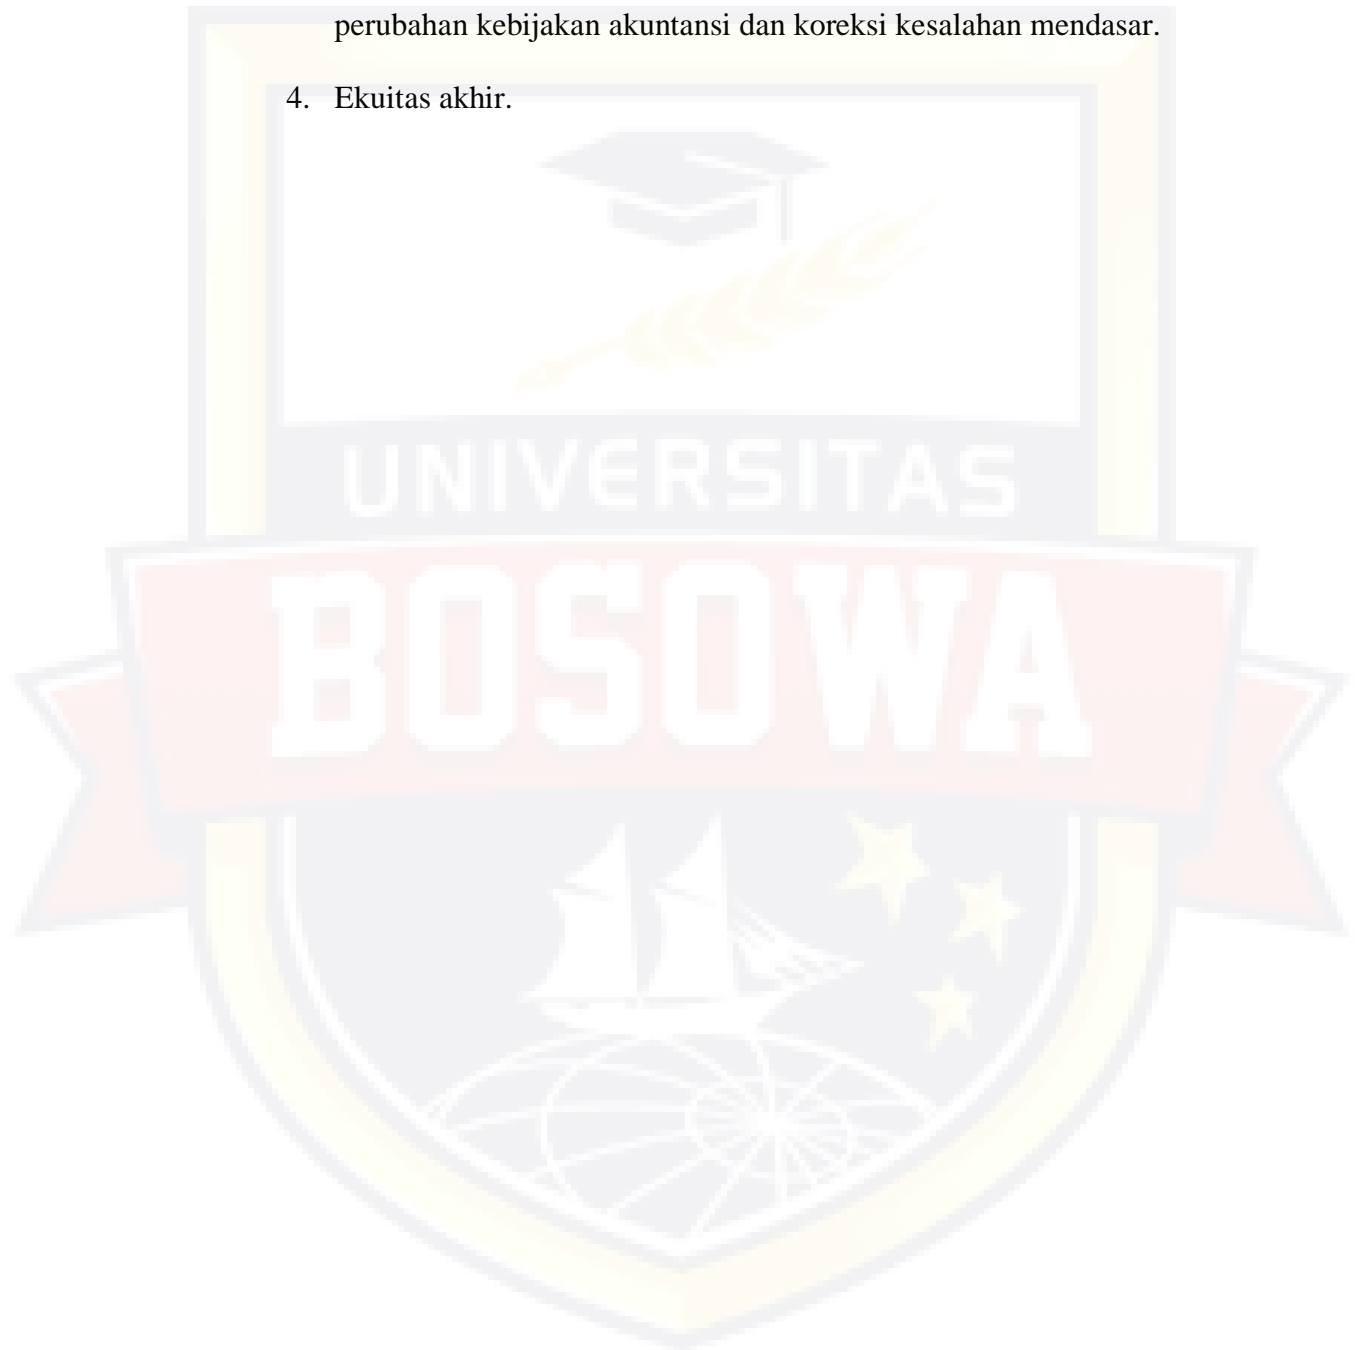 perubahan kebijakan akuntansi dan koreksi kesalahan mendasar.
4. Ekuitas akhir.
UNIVERSITAS
BOSOWA